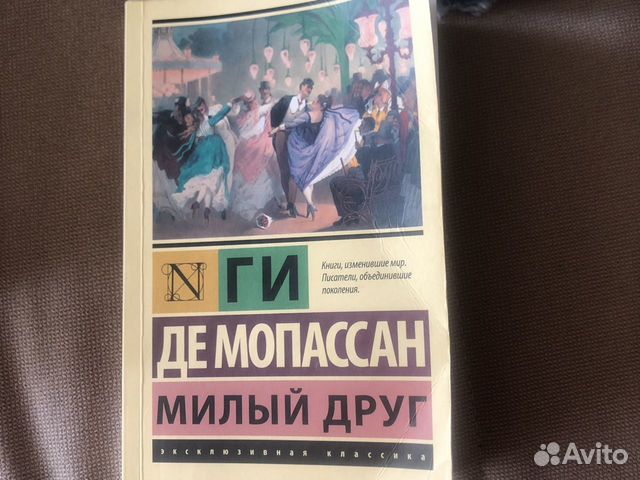 N
ГИ
Книги, изменившие мир.
Писатели, объединившие
поколения.
ДЕ МОПАССАН
МИЛЫЙ ДРУГ
эксклюзивная классика
Avito